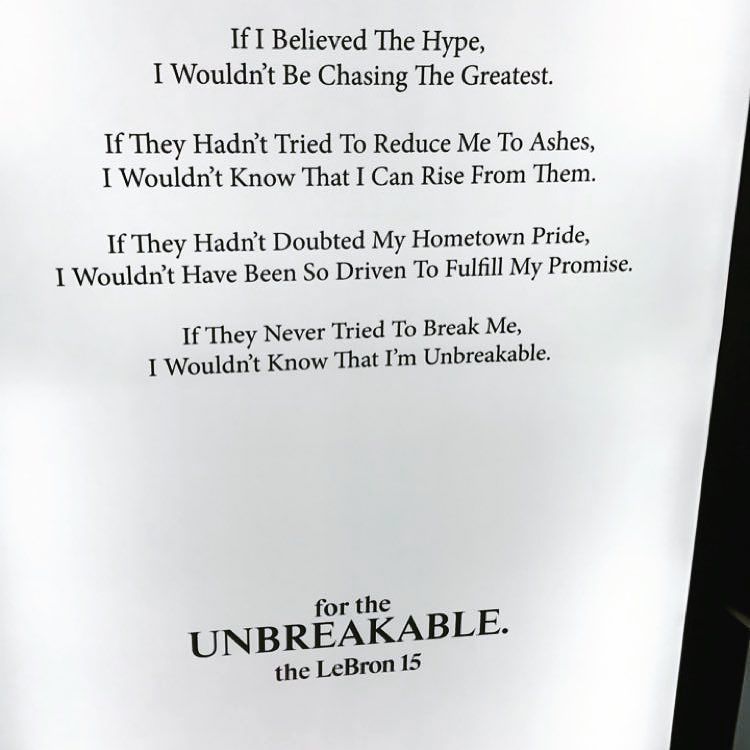 If I Believed The Hype,
I Wouldn't Be Chasing The Greatest.
If They Hadn't Tried To Reduce Me To Ashes,
I Wouldn't Know That I Can Rise From Them.
If They Hadn't Doubted My Hometown Pride,
I Wouldn't Have Been So Driven To Fulfill My Promise.
If They Never Tried To Break Me,
I Wouldn't Know That I'm Unbreakable.
for the
UNBREAKABLE.
the LeBron 15